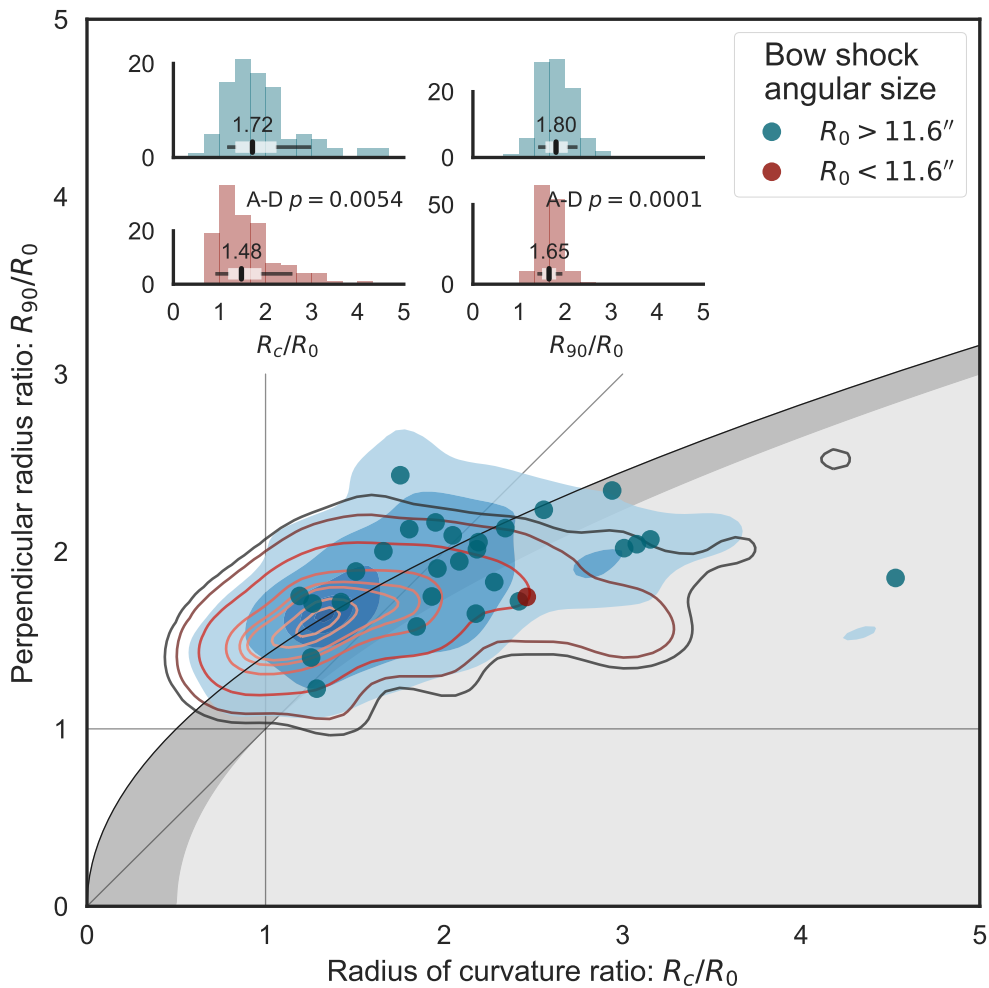 5
4
3
2
1
0
0
1
2
3
4
5
Perpendicular radius ratio: R₉₀/R₀
Radius of curvature ratio: R_c/R₀
20
0
1.72
20
0
1.80
A-D p = 0.0054
20
0
1.48
0 1 2 3 4 5
R_c/R₀
A-D p = 0.0001
50
0
1.65
0 1 2 3 4 5
R₉₀/R₀
Bow shock
angular size
R₀ > 11.6″
R₀ < 11.6″